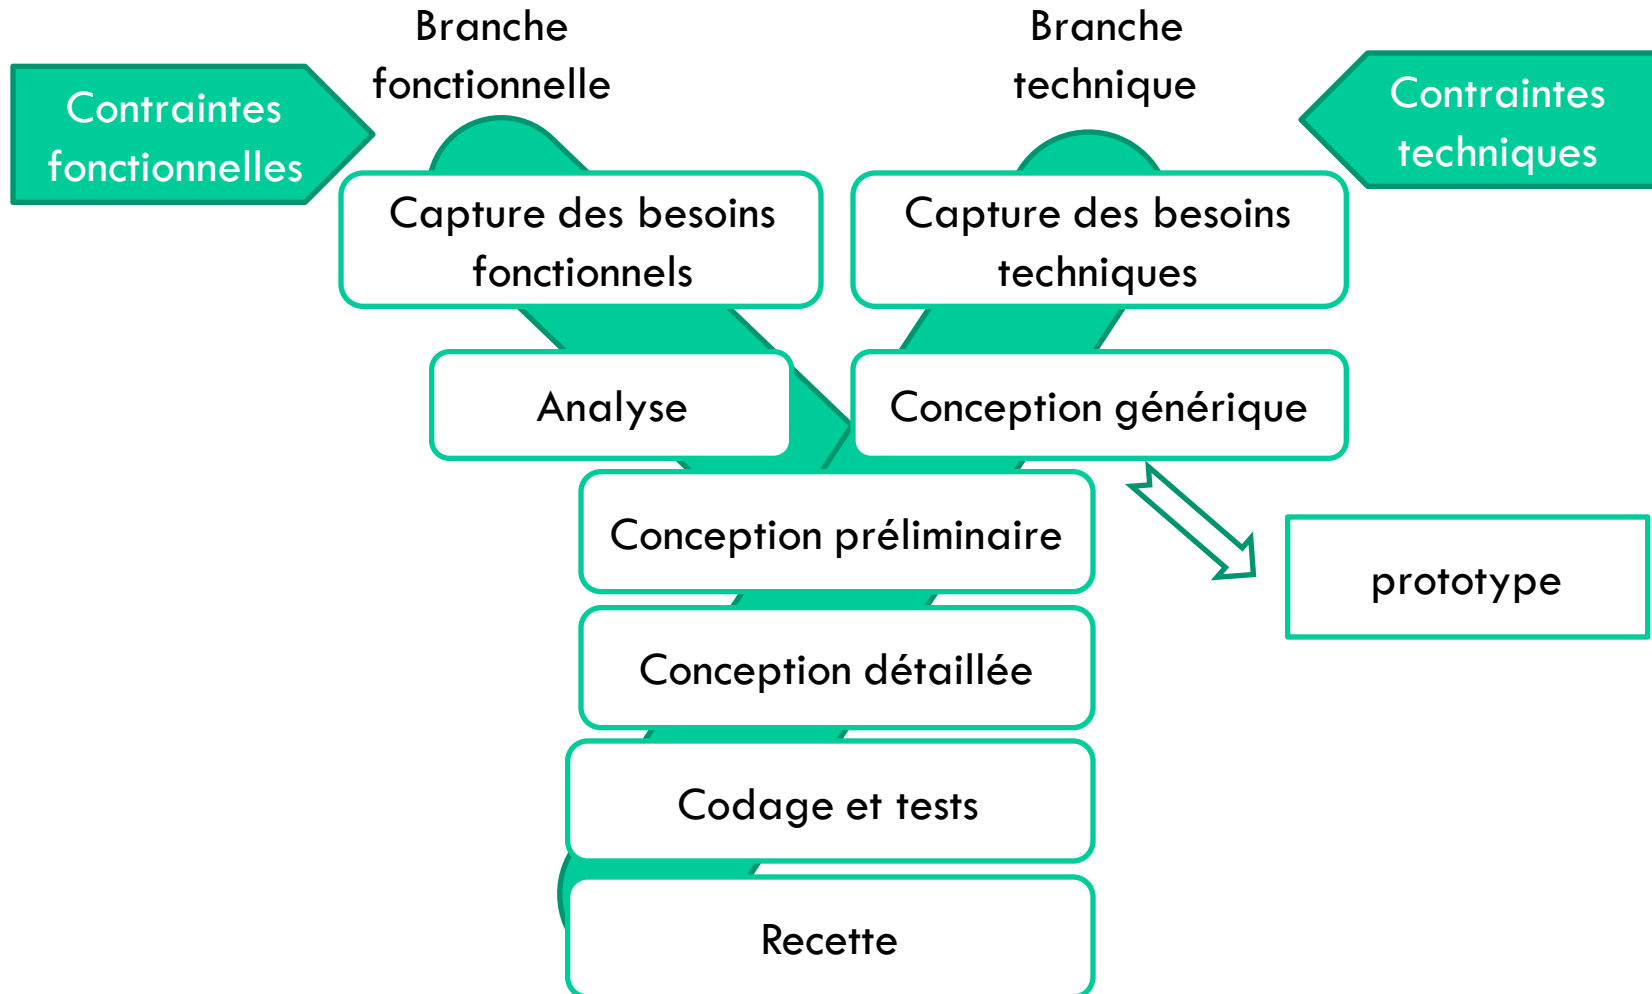 Branche
fonctionnelle
Branche
technique
Contraintes
fonctionnelles
Contraintes
techniques
Capture des besoins
fonctionnels
Capture des besoins
techniques
Analyse
Conception générique
Conception préliminaire
prototype
Conception détaillée
Codage et tests
Recette